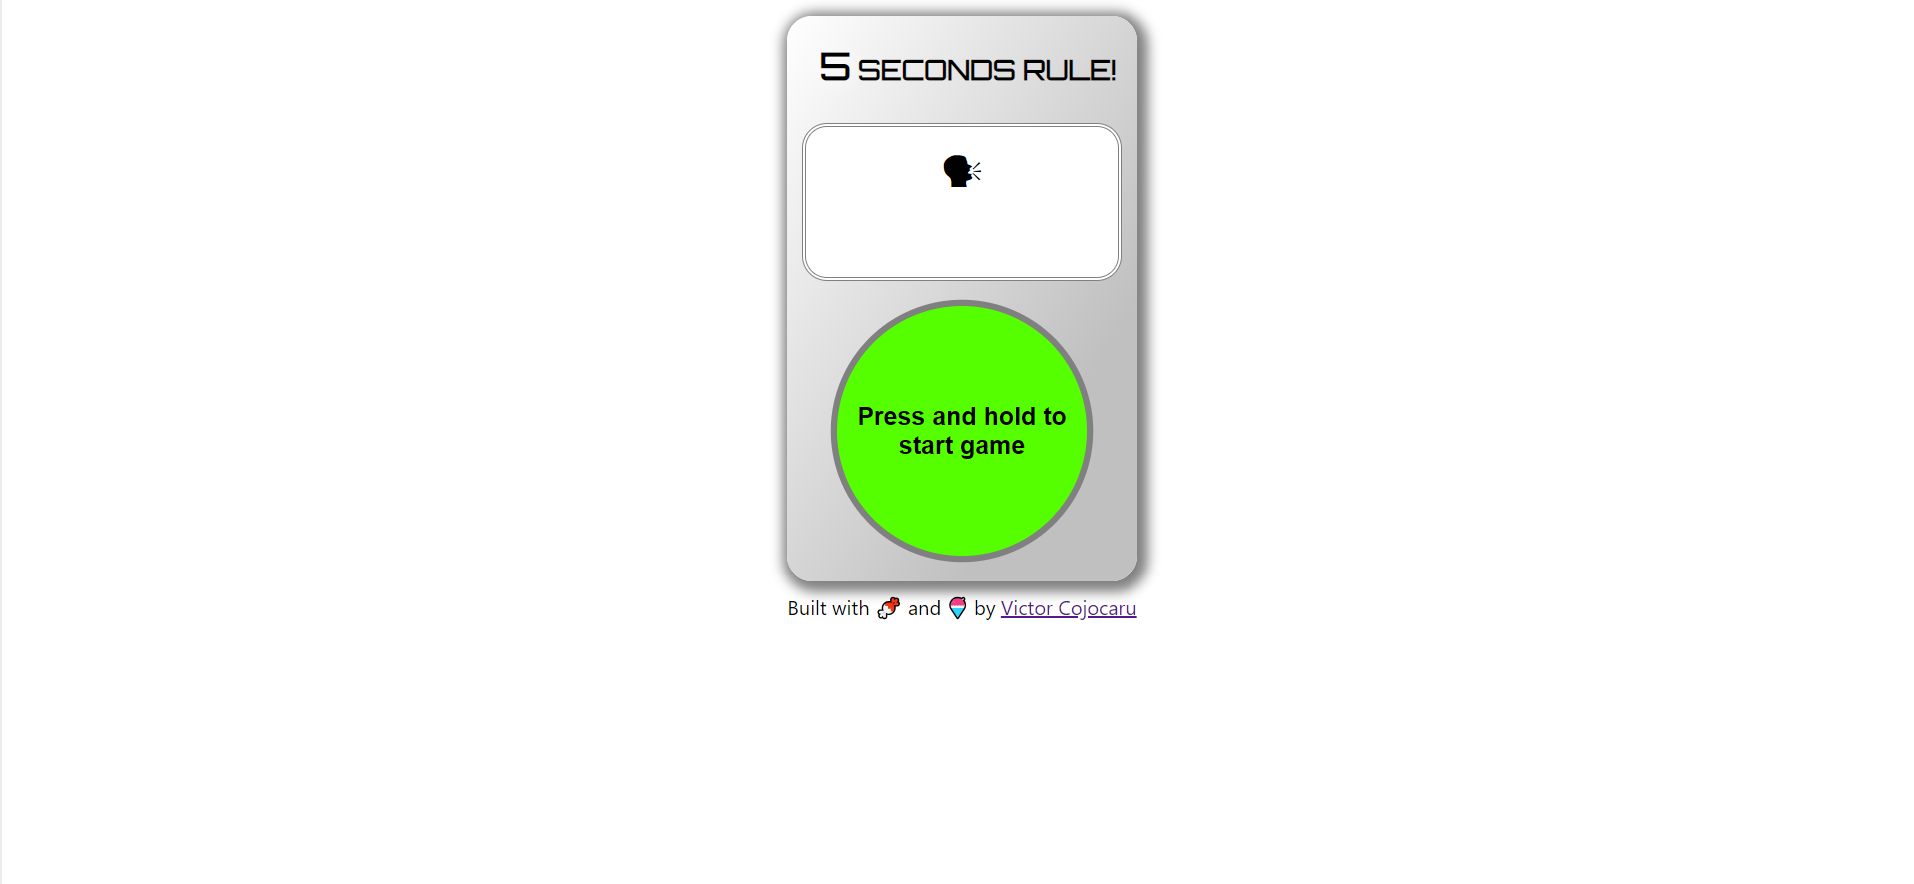 5 SECONDS RULE!
Press and hold to
start game
Built with and by Victor Cojocaru